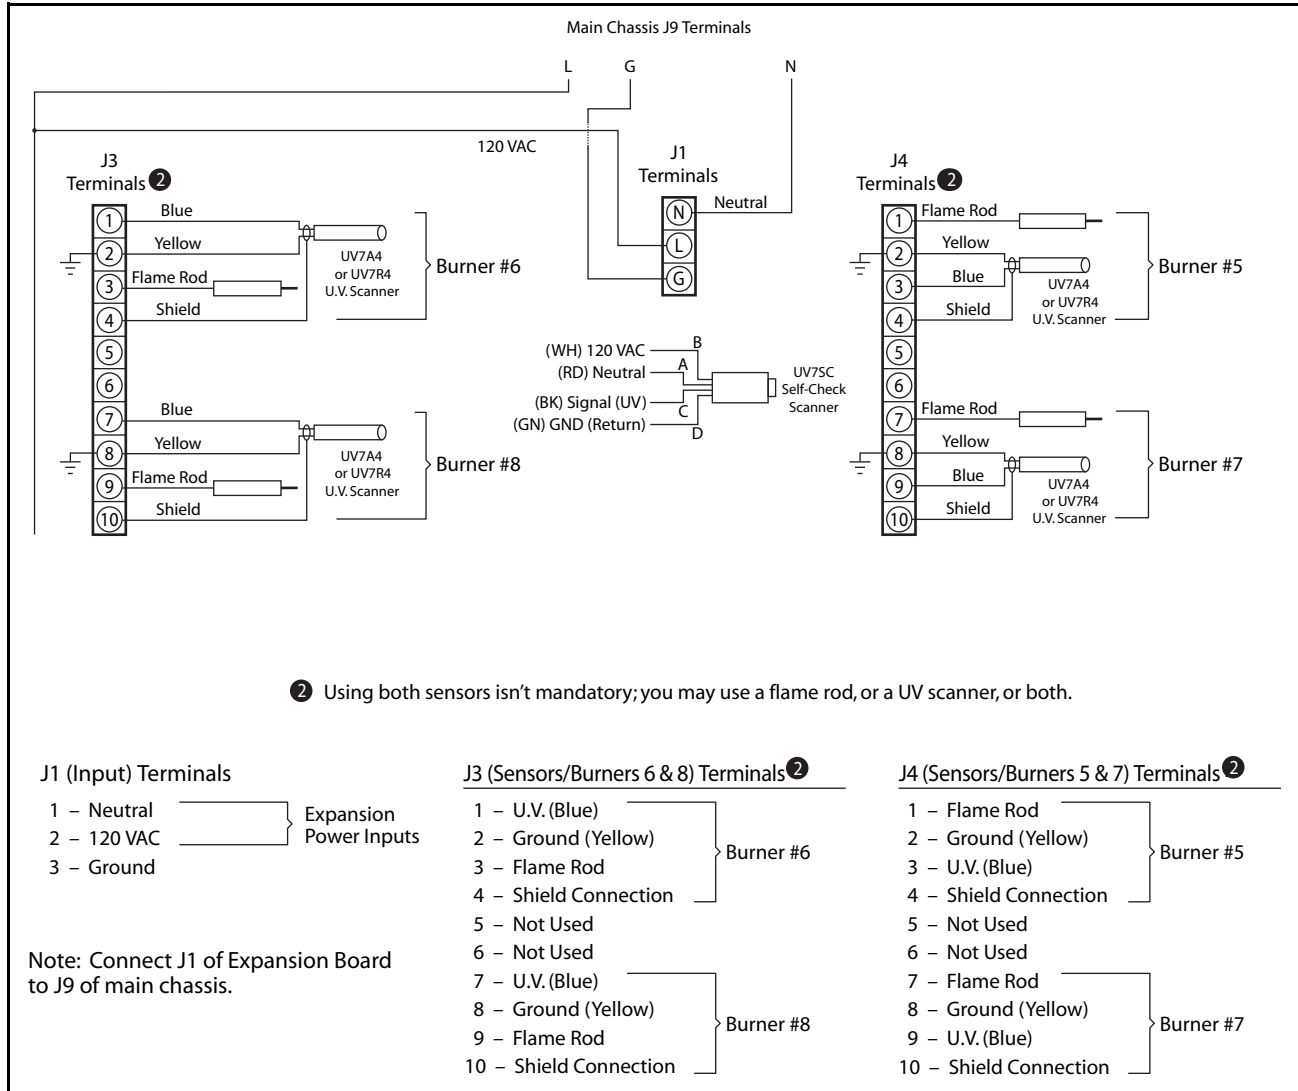 Main Chassis J9 Terminals
L G N
120 VAC
J3
Terminals 2
1 Blue
2 Yellow
3 Flame Rod
4 Shield
5
6
7 Blue
8 Yellow
9 Flame Rod
10 Shield
UV7A4
or UV7R4
U.V. Scanner
Burner #6
UV7A4
or UV7R4
U.V. Scanner
Burner #8
J1
Terminals
N Neutral
L
G
(WH) 120 VAC B
(RD) Neutral A
(BK) Signal (UV) C
(GN) GND (Return) D
UV7SC
Self-Check
Scanner
J4
Terminals 2
1 Flame Rod
2 Yellow
3 Blue
4 Shield
5
6
7 Flame Rod
8 Yellow
9 Blue
10 Shield
UV7A4
or UV7R4
U.V. Scanner
Burner #5
UV7A4
or UV7R4
U.V. Scanner
Burner #7
2 Using both sensors isn't mandatory; you may use a flame rod, or a UV scanner, or both.
J1 (Input) Terminals
1 – Neutral
2 – 120 VAC
3 – Ground
Expansion
Power Inputs
Note: Connect J1 of Expansion Board
to J9 of main chassis.
J3 (Sensors/Burners 6 & 8) Terminals 2
1 – U.V. (Blue)
2 – Ground (Yellow)
3 – Flame Rod
4 – Shield Connection
5 – Not Used
6 – Not Used
7 – U.V. (Blue)
8 – Ground (Yellow)
9 – Flame Rod
10 – Shield Connection
Burner #6
Burner #8
J4 (Sensors/Burners 5 & 7) Terminals 2
1 – Flame Rod
2 – Ground (Yellow)
3 – U.V. (Blue)
4 – Shield Connection
5 – Not Used
6 – Not Used
7 – Flame Rod
8 – Ground (Yellow)
9 – U.V. (Blue)
10 – Shield Connection
Burner #5
Burner #7